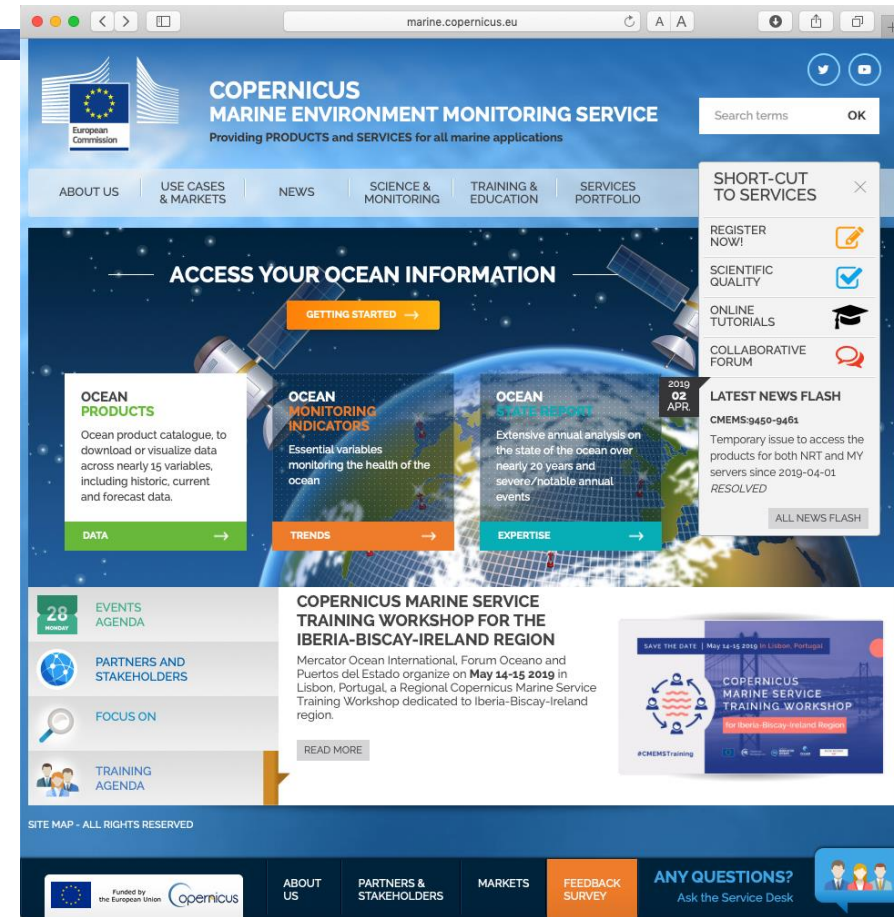 marine.copernicus.eu
A A
European
Commission
COPERNICUS
MARINE ENVIRONMENT MONITORING SERVICE
Providing PRODUCTS and SERVICES for all marine applications
Search terms
OK
ABOUT US
USE CASES
& MARKETS
NEWS
SCIENCE &
MONITORING
TRAINING &
EDUCATION
SERVICES
PORTFOLIO
SHORT-CUT
TO SERVICES
REGISTER
NOW!
SCIENTIFIC
QUALITY
ONLINE
TUTORIALS
COLLABORATIVE
FORUM
ACCESS YOUR OCEAN INFORMATION
GETTING STARTED →
OCEAN
PRODUCTS
Ocean product catalogue, to
download or visualize data
across nearly 15 variables,
including historic, current
and forecast data.
DATA →
OCEAN
MONITORING
INDICATORS
Essential variables
monitoring the health of the
ocean
TRENDS →
OCEAN
STATE REPORT
Extensive annual analysis on
the state of the ocean over
nearly 20 years and
severe/notable annual
events
EXPERTISE →
2019
02
APR.
LATEST NEWS FLASH
CMEMS:9450-9461
Temporary issue to access the
products for both NRT and MY
servers since 2019-04-01
RESOLVED
ALL NEWS FLASH
28
MONDAY
EVENTS
AGENDA
PARTNERS AND
STAKEHOLDERS
FOCUS ON
TRAINING
AGENDA
COPERNICUS MARINE SERVICE
TRAINING WORKSHOP FOR THE
IBERIA-BISCAY-IRELAND REGION
Mercator Ocean International, Forum Oceano and
Puertos del Estado organize on May 14-15 2019 in
Lisbon, Portugal, a Regional Copernicus Marine Service
Training Workshop dedicated to Iberia-Biscay-Ireland
region.
READ MORE
SAVE THE DATE | May 14-15 2019 in Lisbon, Portugal
COPERNICUS
MARINE SERVICE
TRAINING WORKSHOP
for Iberia-Biscay-Ireland Region
#CMEMSTraining
SITE MAP - ALL RIGHTS RESERVED
Funded by
the European Union
opernicus
ABOUT
US
PARTNERS &
STAKEHOLDERS
MARKETS
FEEDBACK
SURVEY
ANY QUESTIONS?
Ask the Service Desk